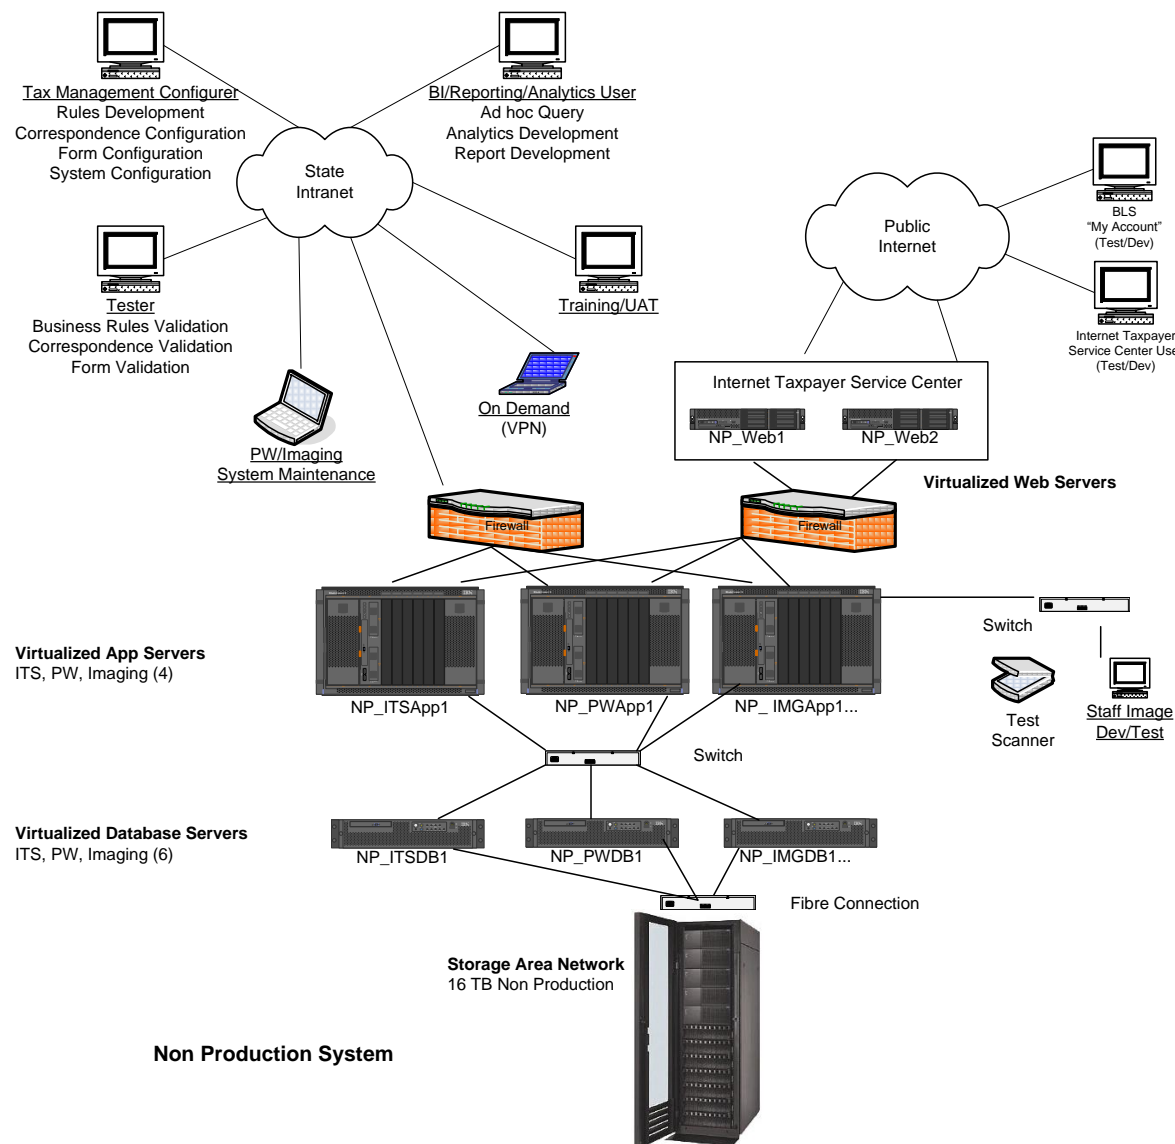 Tax Management Configurer
Rules Development
Correspondence Configuration
Form Configuration
System Configuration
BI/Reporting/Analytics User
Ad hoc Query
Analytics Development
Report Development
State
Intranet
Public
Internet
BLS
“My Account”
(Test/Dev)
Tester
Business Rules Validation
Correspondence Validation
Form Validation
Training/UAT
Internet Taxpayer
Service Center Use
(Test/Dev)
PW/Imaging
System Maintenance
On Demand
(VPN)
Internet Taxpayer Service Center
NP_Web1
NP_Web2
Virtualized Web Servers
Firewall
Firewall
Virtualized App Servers
ITS, PW, Imaging (4)
NP_ITSApp1
NP_PWApp1
NP_ IMGApp1...
Switch
Test
Scanner
Staff Image
Dev/Test
Switch
Virtualized Database Servers
ITS, PW, Imaging (6)
NP_ITSDB1
NP_PWDB1
NP_IMGDB1...
Fibre Connection
Storage Area Network
16 TB Non Production
Non Production System